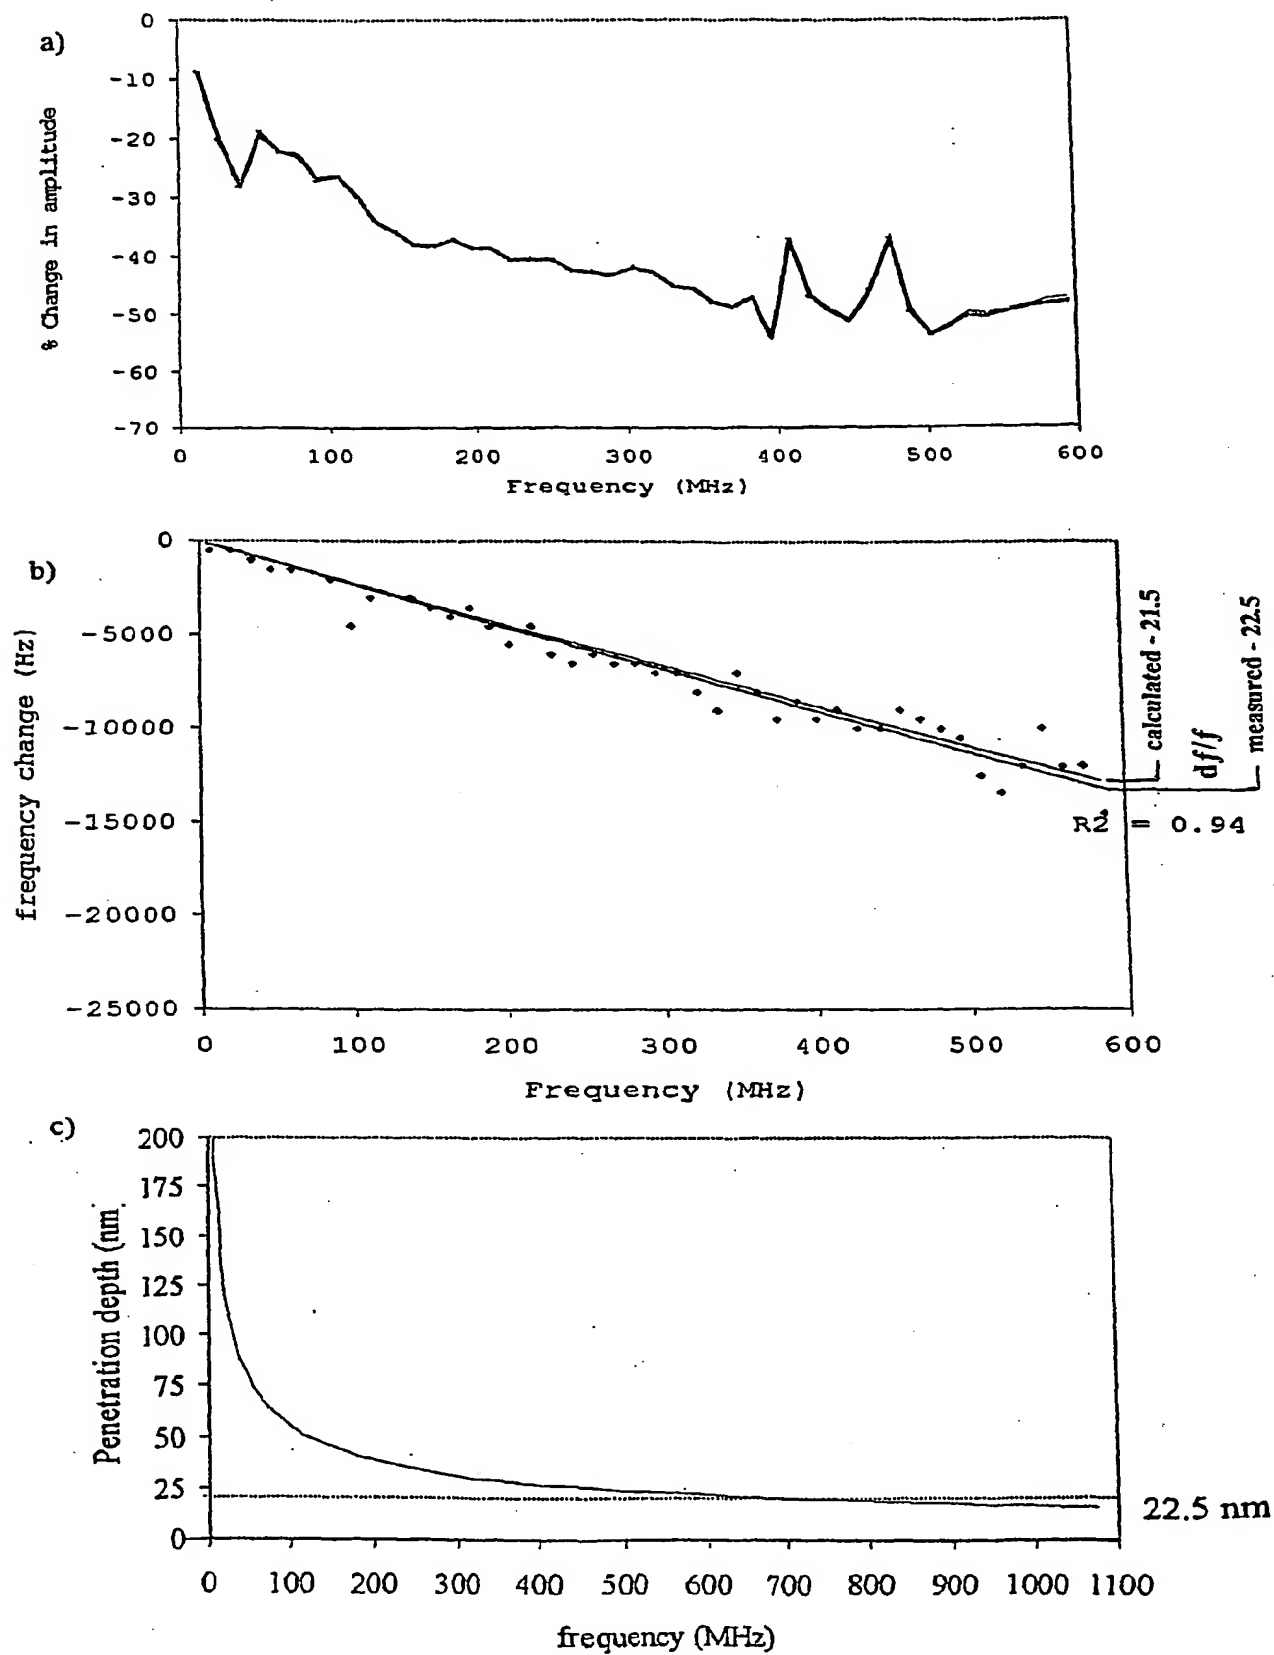 a)
% Change in amplitude
0
-10
-20
-30
-40
-50
-60
-70
0 100 200 300 400 500 600
Frequency (MHz)
b)
frequency change (Hz)
0
-5000
-10000
-15000
-20000
-25000
0 100 200 300 400 500 600
Frequency (MHz)
calculated - 21.5
df/f
measured - 22.5
R2 = 0.94
c)
Penetration depth (nm
200
175
150
125
100
75
50
25
0
22.5 nm
0 100 200 300 400 500 600 700 800 900 1000 1100
frequency (MHz)